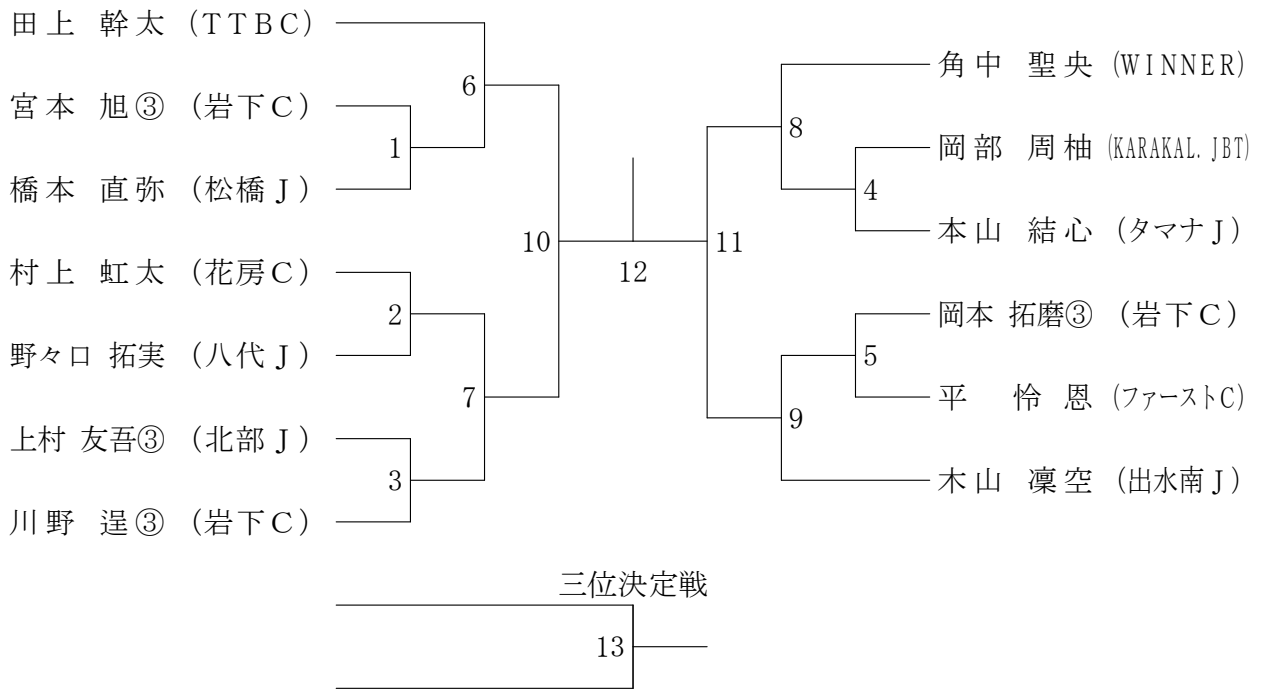 田上 幹太 (TTBC)
6
宮本 旭③ (岩下C)
1
橋本 直弥 (松橋J)
10
村上 虹太 (花房C)
2
野々口 拓実 (八代J)
7
上村 友吾③ (北部J)
3
川野 逞③ (岩下C)
12
角中 聖央 (WINNER)
8
岡部 周柚 (KARAKAL. JBT)
4
本山 結心 (タマナJ)
11
岡本 拓磨③ (岩下C)
5
平 怜恩 (ファーストC)
9
木山 凜空 (出水南J)
三位決定戦
13